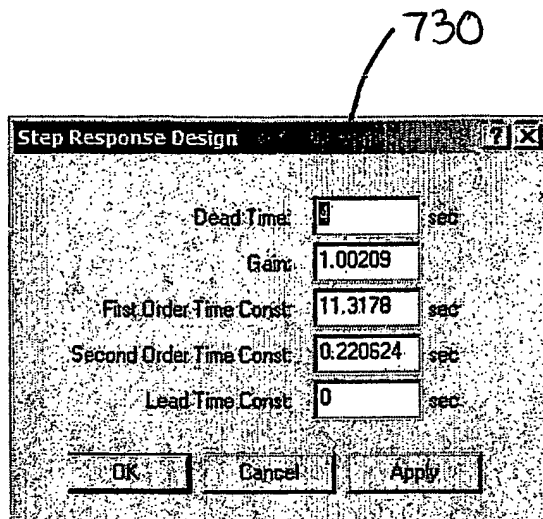 730
Step Response Design
Dead Time: sec
Gain: 1.00209
First Order Time Const: 11.3178 sec
Second Order Time Const: 0.220624 sec
Lead Time Const: 0 sec
OK Cancel Apply